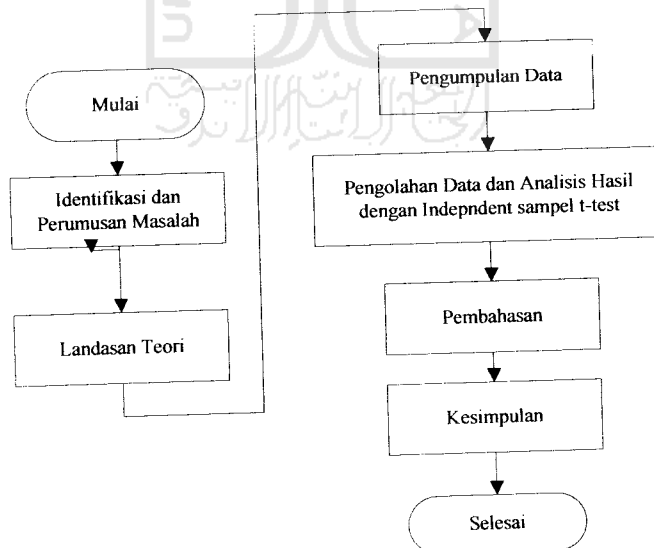 Mulai
Identifikasi dan
Perumusan Masalah
Landasan Teori
Pengumpulan Data
Pengolahan Data dan Analisis Hasil
dengan Indepndent sampel t-test
Pembahasan
Kesimpulan
Selesai